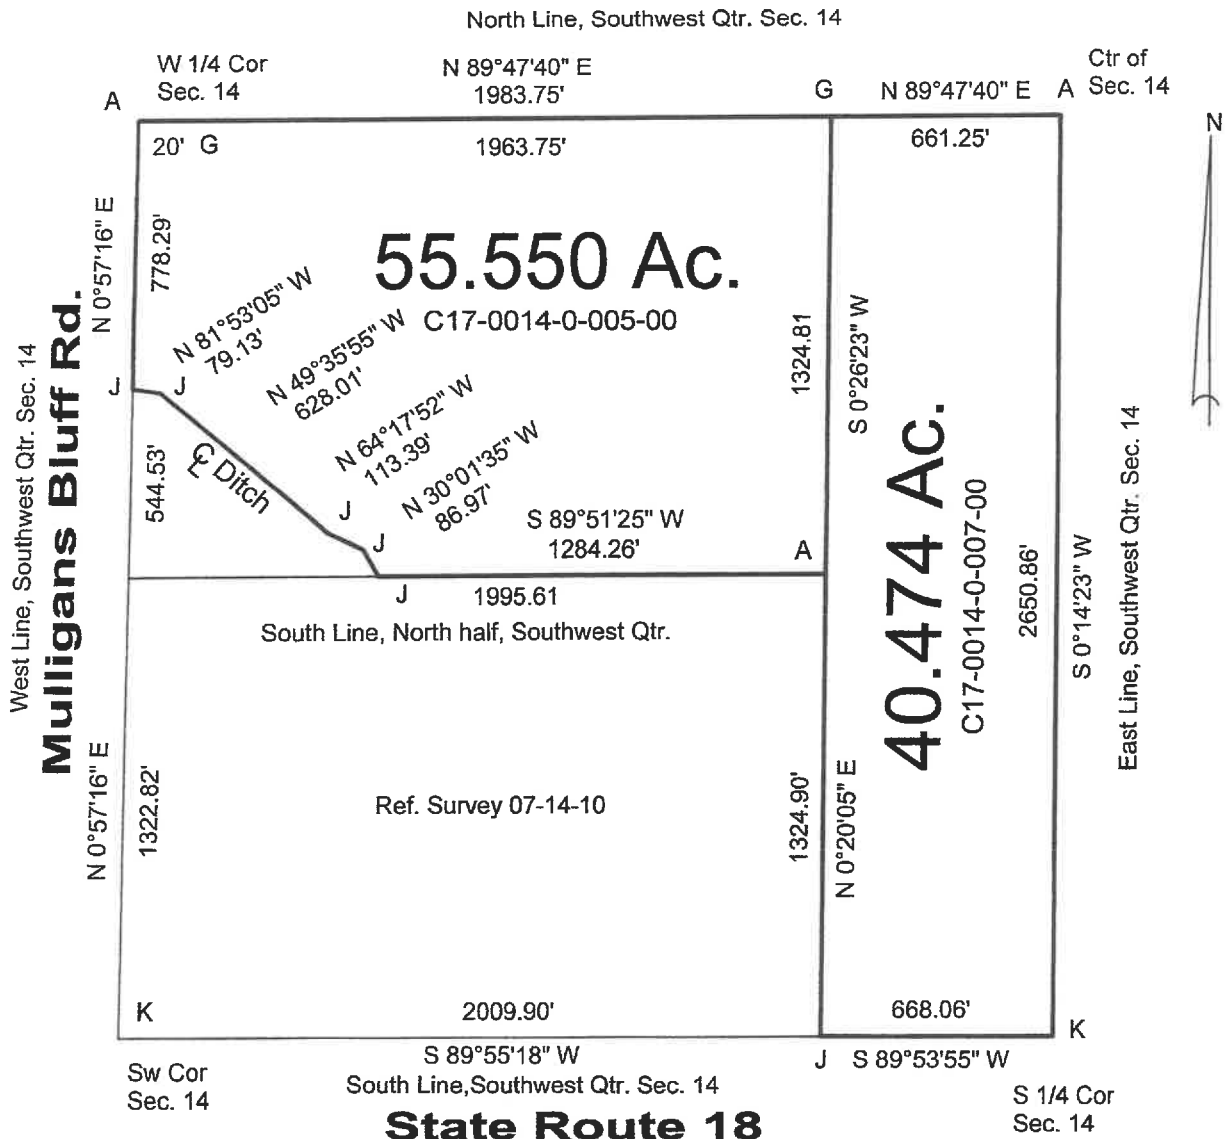 North Line, Southwest Qtr. Sec. 14
W 1/4 Cor
Sec. 14
N 89°47'40" E
1983.75'
Ctr of
Sec. 14
A
G
N 89°47'40" E
A
N
20' G
1963.75'
661.25'
N 0°57'16" E
778.29'
55.550 Ac.
C17-0014-0-005-00
N 81°53'05" W
79.13'
N 49°35'55" W
628.01'
N 64°17'52" W
113.39'
N 30°01'35" W
86.97'
1324.81
S 0°26'23" W
J
J
West Line, Southwest Qtr. Sec. 14
Mulligans Bluff Rd.
544.53'
CL Ditch
J
J
S 89°51'25" W
1284.26'
A
J
1995.61
South Line, North half, Southwest Qtr.
40.474 Ac.
C17-0014-0-007-00
2650.86'
S 0°14'23" W
East Line, Southwest Qtr. Sec. 14
N 0°57'16" E
1322.82'
Ref. Survey 07-14-10
1324.90'
N 0°20'05" E
K
2009.90'
668.06'
K
Sw Cor
Sec. 14
S 89°55'18" W
South Line,Southwest Qtr. Sec. 14
J
S 89°53'55" W
S 1/4 Cor
Sec. 14
State Route 18